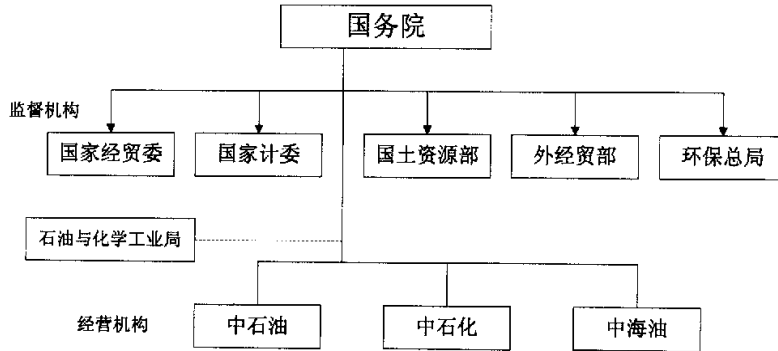 国务院
监督机构
国家经贸委
国家计委
国土资源部
外经贸部
环保总局
石油与化学工业局
经营机构
中石油
中石化
中海油